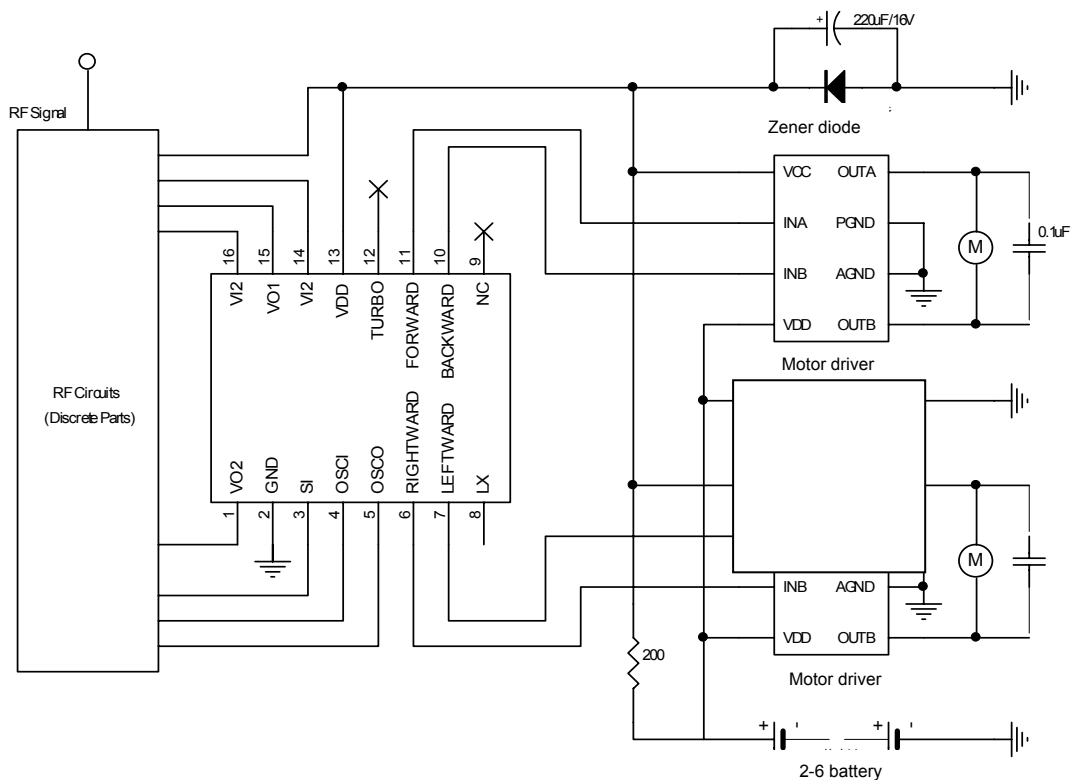 220uF/16V
+
RF Signal
Zener diode
VCC OUTA
INA PGND
INB AGND
VDD OUTB
M
0.1uF
Motor driver
16 15 14 13 12 11 10 9
VI2 VO1 VI2 VDD TURBO FORWARD BACKWARD NC
RF Circuits
(Discrete Parts)
VO2 GND SI OSCI OSCO RIGHTWARD LEFTWARD LX
1 2 3 4 5 6 7 8
M
INB AGND
VDD OUTB
200
Motor driver
+ +
2-6 battery